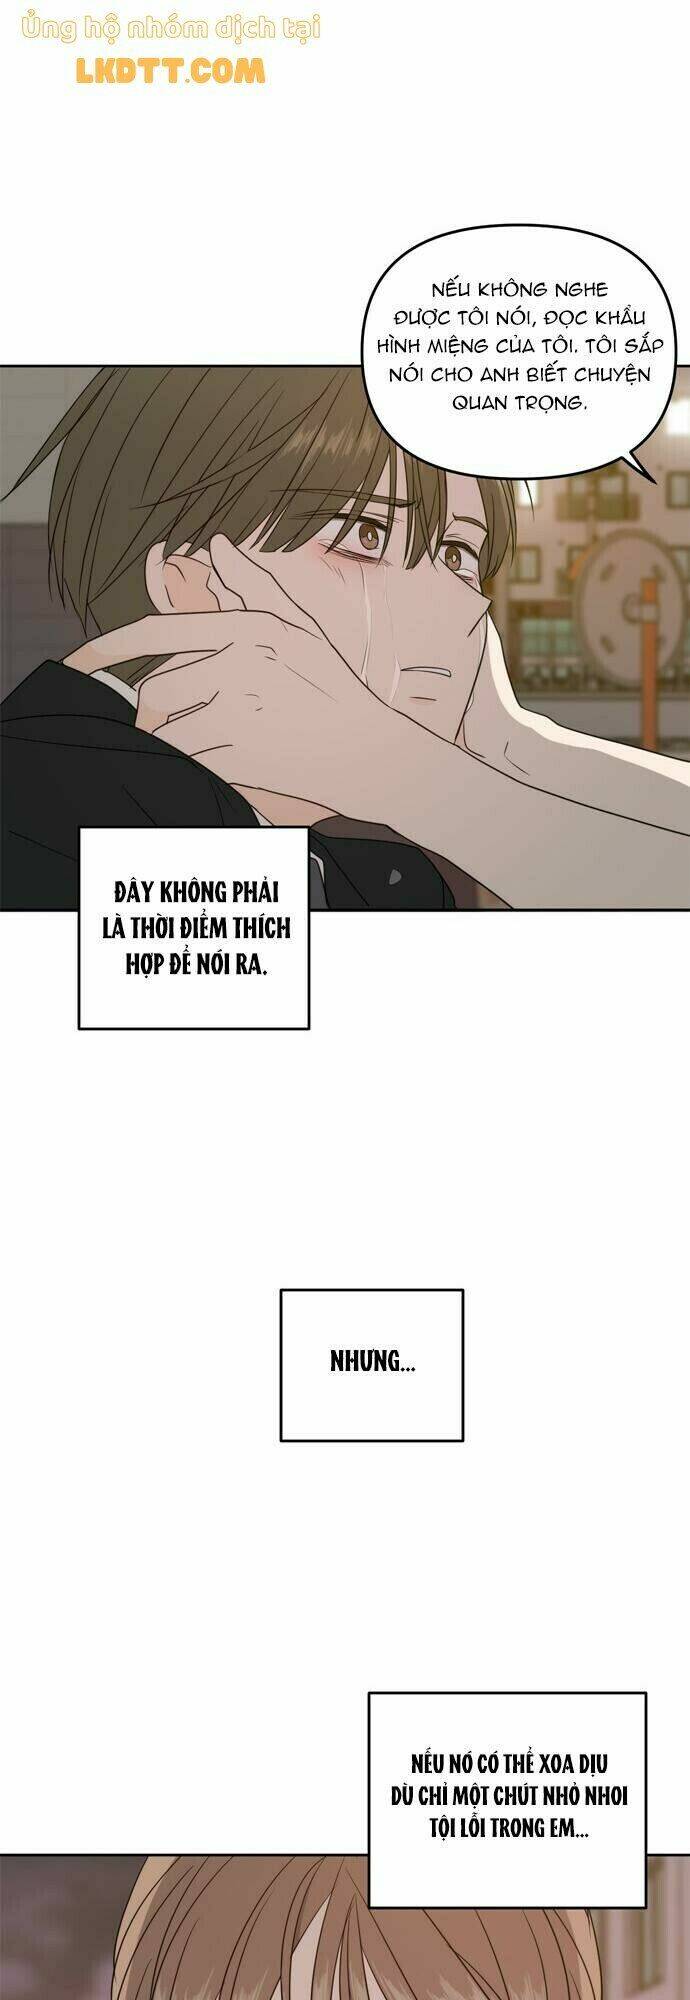 Ủng hộ nhóm dịch tại
LKDTT.COM
NẾU KHÔNG NGHE
ĐƯỢC TÔI NÓI, ĐỌC KHẨU
HÌNH MIỆNG CỦA TÔI. TÔI SẮP
NÓI CHO ANH BIẾT CHUYỆN
QUAN TRỌNG.
ĐÂY KHÔNG PHẢI
LÀ THỜI ĐIỂM THÍCH
HỢP ĐỂ NÓI RA.
NHƯNG...
NẾU NÓ CÓ THỂ XOA DỊU
DÙ CHỈ MỘT CHÚT NHỎ NHOI
TỘI LỖI TRONG EM...